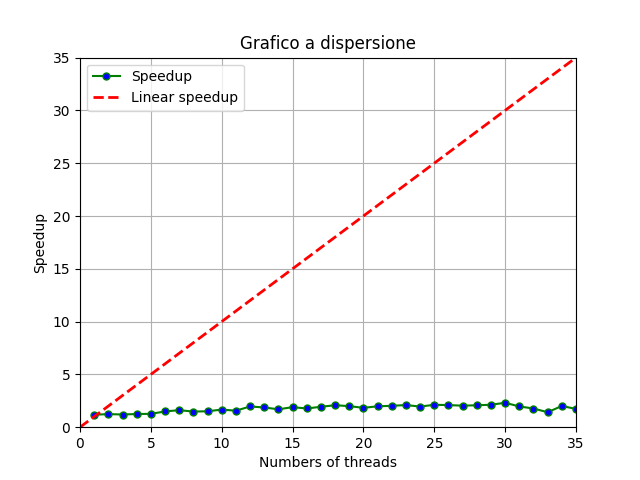 Grafico a dispersione
Speedup
Linear speedup
35
30
25
20
15
10
5
0
Speedup
0 5 10 15 20 25 30 35
Numbers of threads